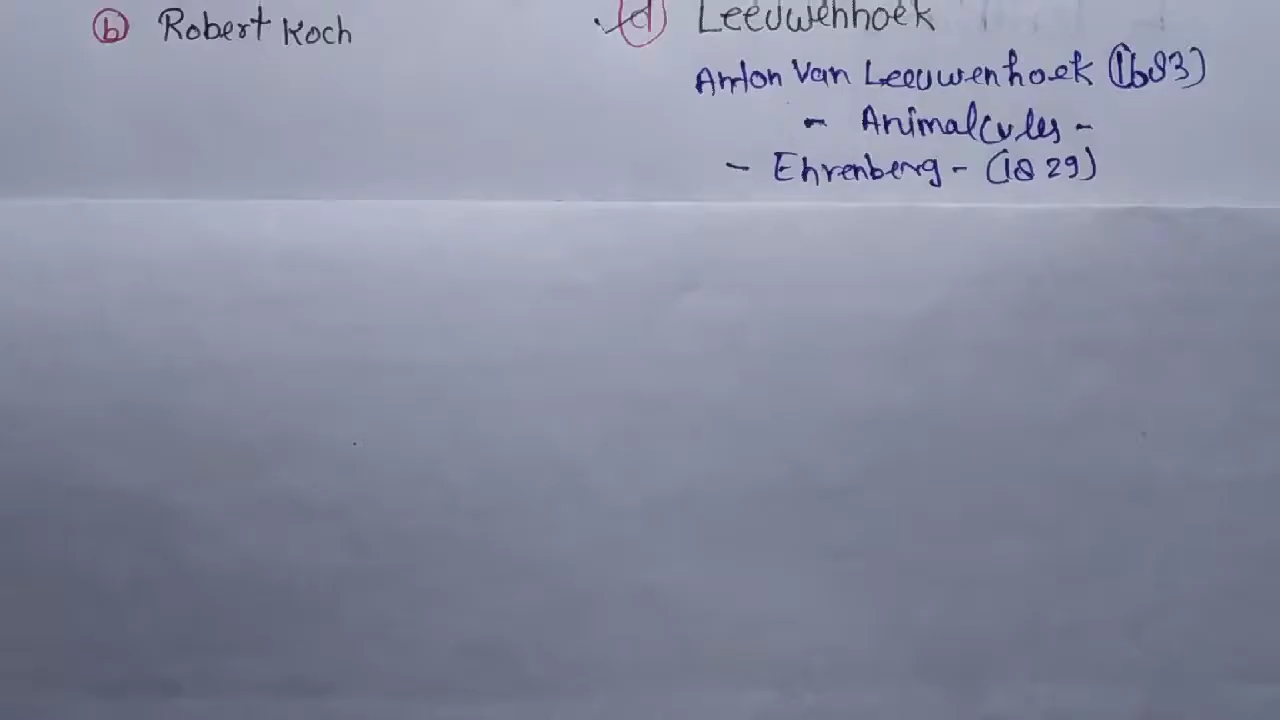 b Robert Koch
d Leeuwenhoek
Anton Van Leeuwenhoek (1683)
- Animalcules -
- Ehrenberg - (1829)